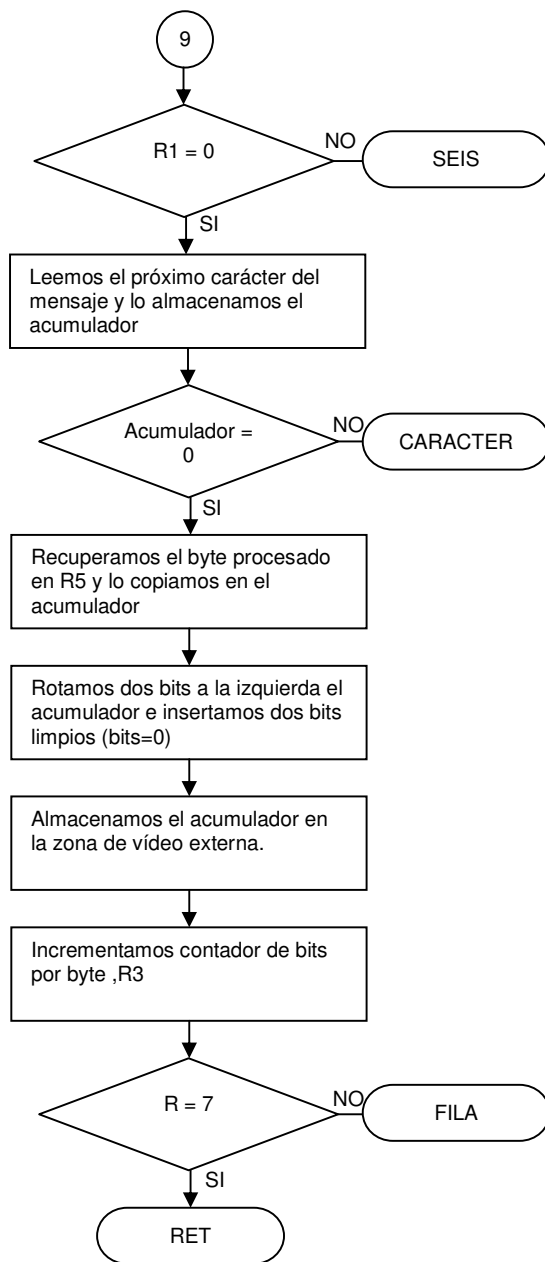 9
R1 = 0
NO
SEIS
SI
Leemos el próximo carácter del
mensaje y lo almacenamos el
acumulador
Acumulador =
0
NO
CARACTER
SI
Recuperamos el byte procesado
en R5 y lo copiamos en el
acumulador
Rotamos dos bits a la izquierda el
acumulador e insertamos dos bits
limpios (bits=0)
Almacenamos el acumulador en
la zona de vídeo externa.
Incrementamos contador de bits
por byte ,R3
R = 7
NO
FILA
SI
RET